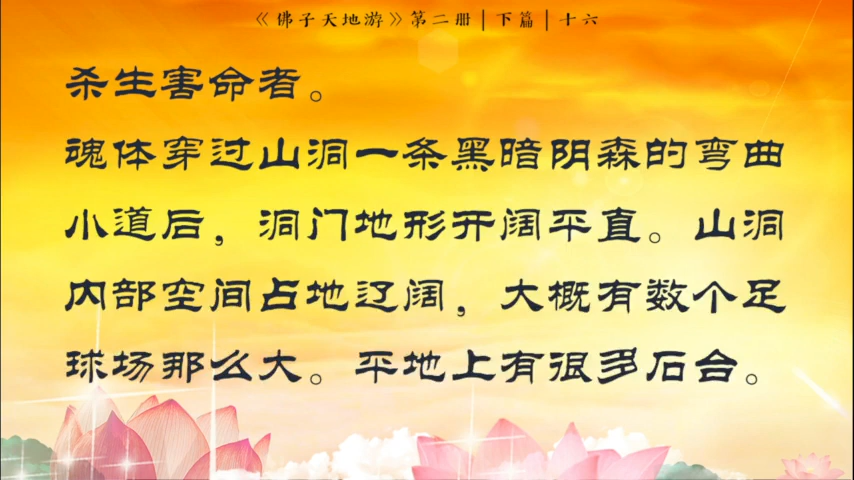 《佛子天地游》第二册|下篇|十六
杀生害命者。
魂体穿过山洞一条黑暗阴森的弯曲
小道后，洞门地形开阔平直。山洞
内部空间占地辽阔，大概有数个足
球场那么大。平地上有很多石台。